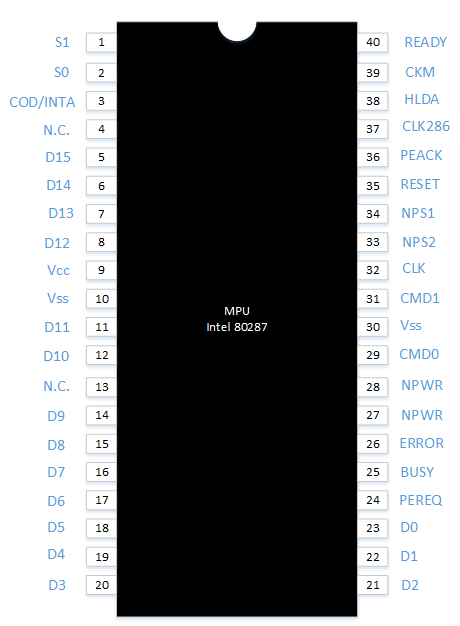 S1 1 40 READY
S0 2 39 CKM
COD/INTA 3 38 HLDA
N.C. 4 37 CLK286
D15 5 36 PEACK
D14 6 35 RESET
D13 7 34 NPS1
D12 8 33 NPS2
Vcc 9 32 CLK
Vss 10 31 CMD1
MPU
Intel 80287
D11 11 30 Vss
D10 12 29 CMD0
N.C. 13 28 NPWR
D9 14 27 NPWR
D8 15 26 ERROR
D7 16 25 BUSY
D6 17 24 PEREQ
D5 18 23 D0
D4 19 22 D1
D3 20 21 D2